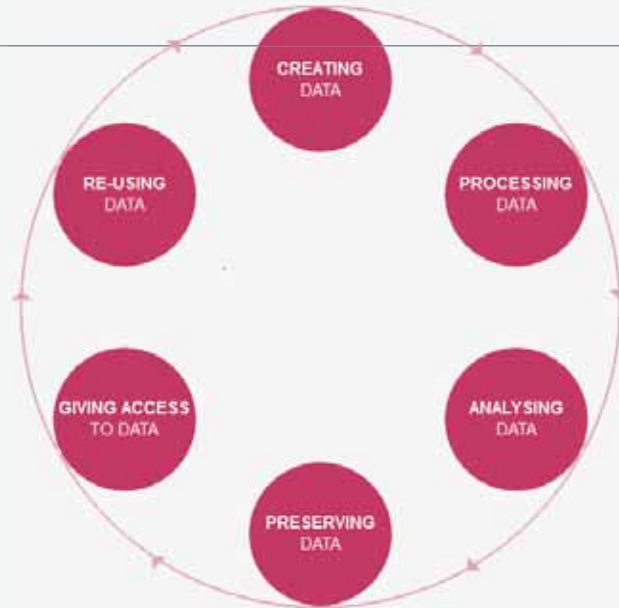 CREATING
DATA
PROCESSING
DATA
ANALYSING
DATA
PRESERVING
DATA
GIVING ACCESS
TO DATA
RE-USING
DATA